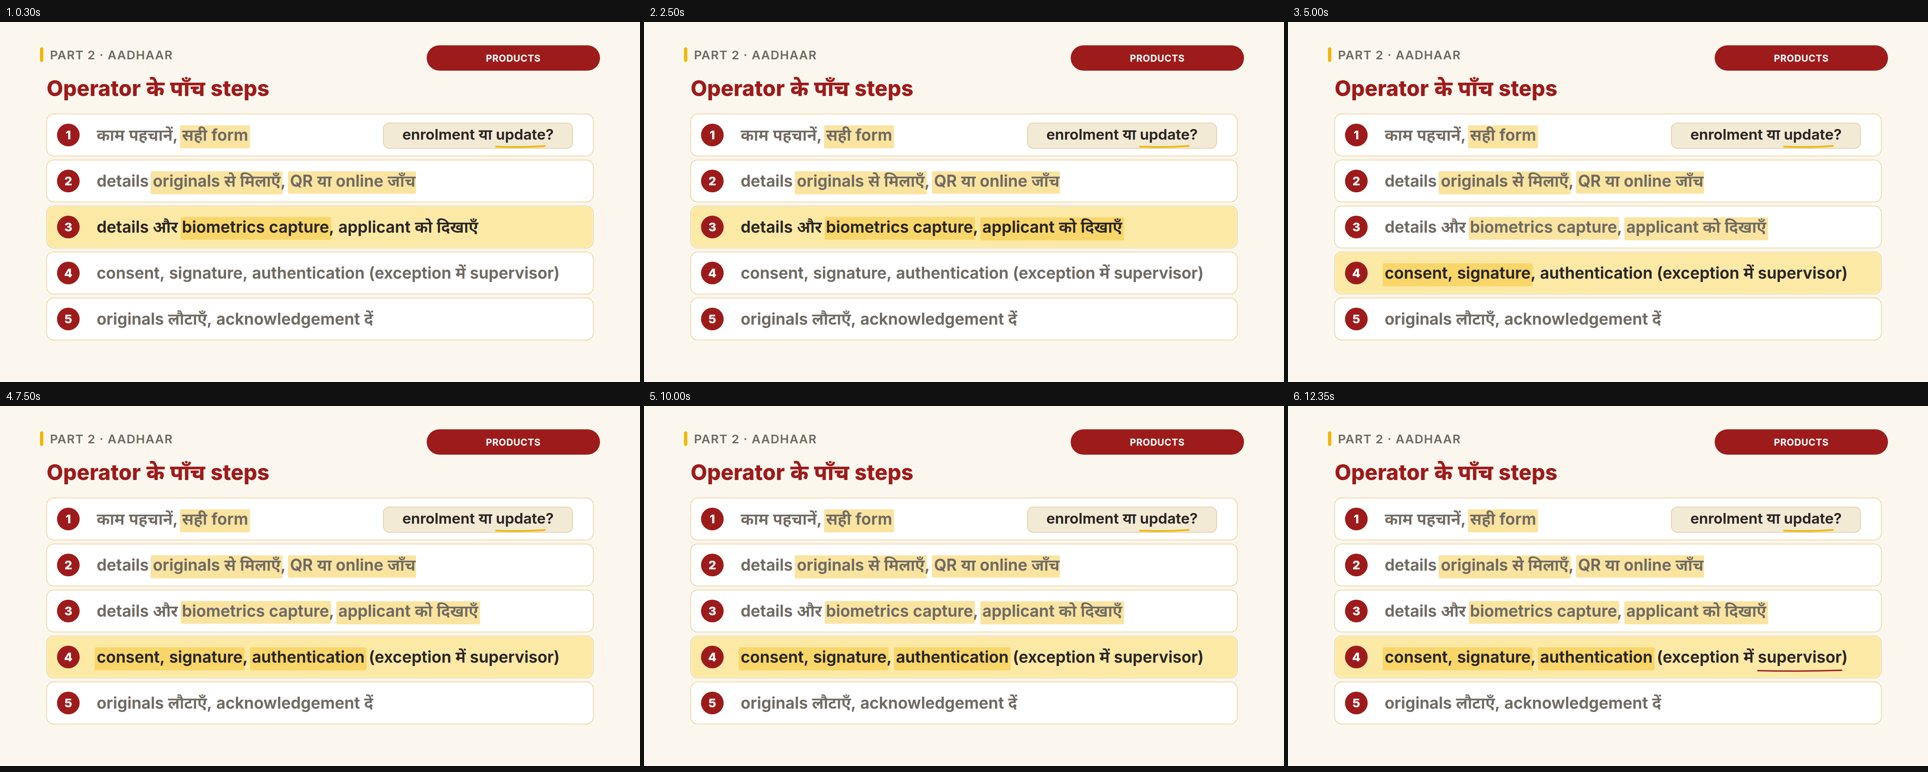 1. 0.30s
PART 2 · AADHAAR
PRODUCTS
Operator के पाँच steps
1 काम पहचानें, सही form
enrolment या update?
2 details originals से मिलाएँ, QR या online जाँच
3 details और biometrics capture, applicant को दिखाएँ
4 consent, signature, authentication (exception में supervisor)
5 originals लौटाएँ, acknowledgement दें
2. 2.50s
PART 2 · AADHAAR
PRODUCTS
Operator के पाँच steps
1 काम पहचानें, सही form
enrolment या update?
2 details originals से मिलाएँ, QR या online जाँच
3 details और biometrics capture, applicant को दिखाएँ
4 consent, signature, authentication (exception में supervisor)
5 originals लौटाएँ, acknowledgement दें
3. 5.00s
PART 2 · AADHAAR
PRODUCTS
Operator के पाँच steps
1 काम पहचानें, सही form
enrolment या update?
2 details originals से मिलाएँ, QR या online जाँच
3 details और biometrics capture, applicant को दिखाएँ
4 consent, signature, authentication (exception में supervisor)
5 originals लौटाएँ, acknowledgement दें
4. 7.50s
PART 2 · AADHAAR
PRODUCTS
Operator के पाँच steps
1 काम पहचानें, सही form
enrolment या update?
2 details originals से मिलाएँ, QR या online जाँच
3 details और biometrics capture, applicant को दिखाएँ
4 consent, signature, authentication (exception में supervisor)
5 originals लौटाएँ, acknowledgement दें
5. 10.00s
PART 2 · AADHAAR
PRODUCTS
Operator के पाँच steps
1 काम पहचानें, सही form
enrolment या update?
2 details originals से मिलाएँ, QR या online जाँच
3 details और biometrics capture, applicant को दिखाएँ
4 consent, signature, authentication (exception में supervisor)
5 originals लौटाएँ, acknowledgement दें
6. 12.35s
PART 2 · AADHAAR
PRODUCTS
Operator के पाँच steps
1 काम पहचानें, सही form
enrolment या update?
2 details originals से मिलाएँ, QR या online जाँच
3 details और biometrics capture, applicant को दिखाएँ
4 consent, signature, authentication (exception में supervisor)
5 originals लौटाएँ, acknowledgement दें